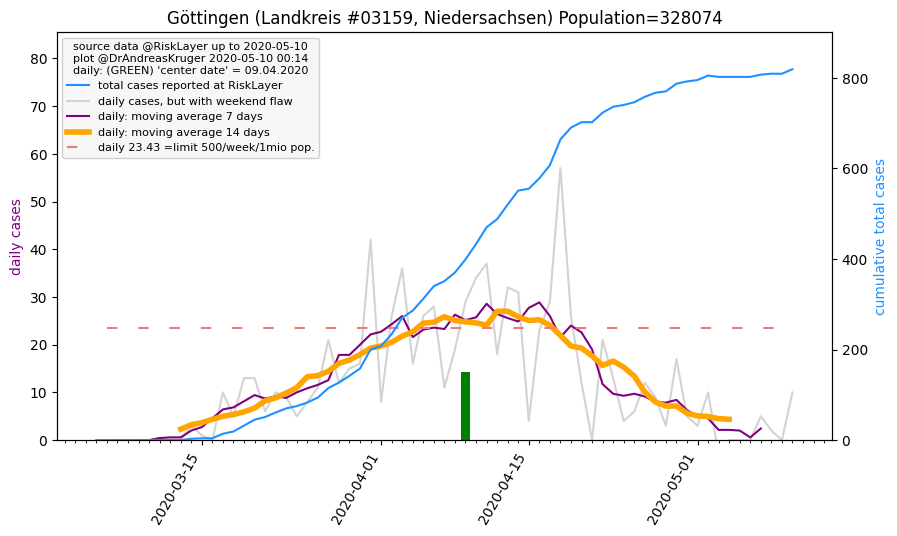 Göttingen (Landkreis #03159, Niedersachsen) Population=328074
source data @RiskLayer up to 2020-05-10
plot @DrAndreasKruger 2020-05-10 00:14
daily: (GREEN) 'center date' = 09.04.2020
total cases reported at RiskLayer
daily cases, but with weekend flaw
daily: moving average 7 days
daily: moving average 14 days
daily 23.43 =limit 500/week/1mio pop.
daily cases
80
70
60
50
40
30
20
10
0
cumulative total cases
800
600
400
200
0
2020-03-15
2020-04-01
2020-04-15
2020-05-01